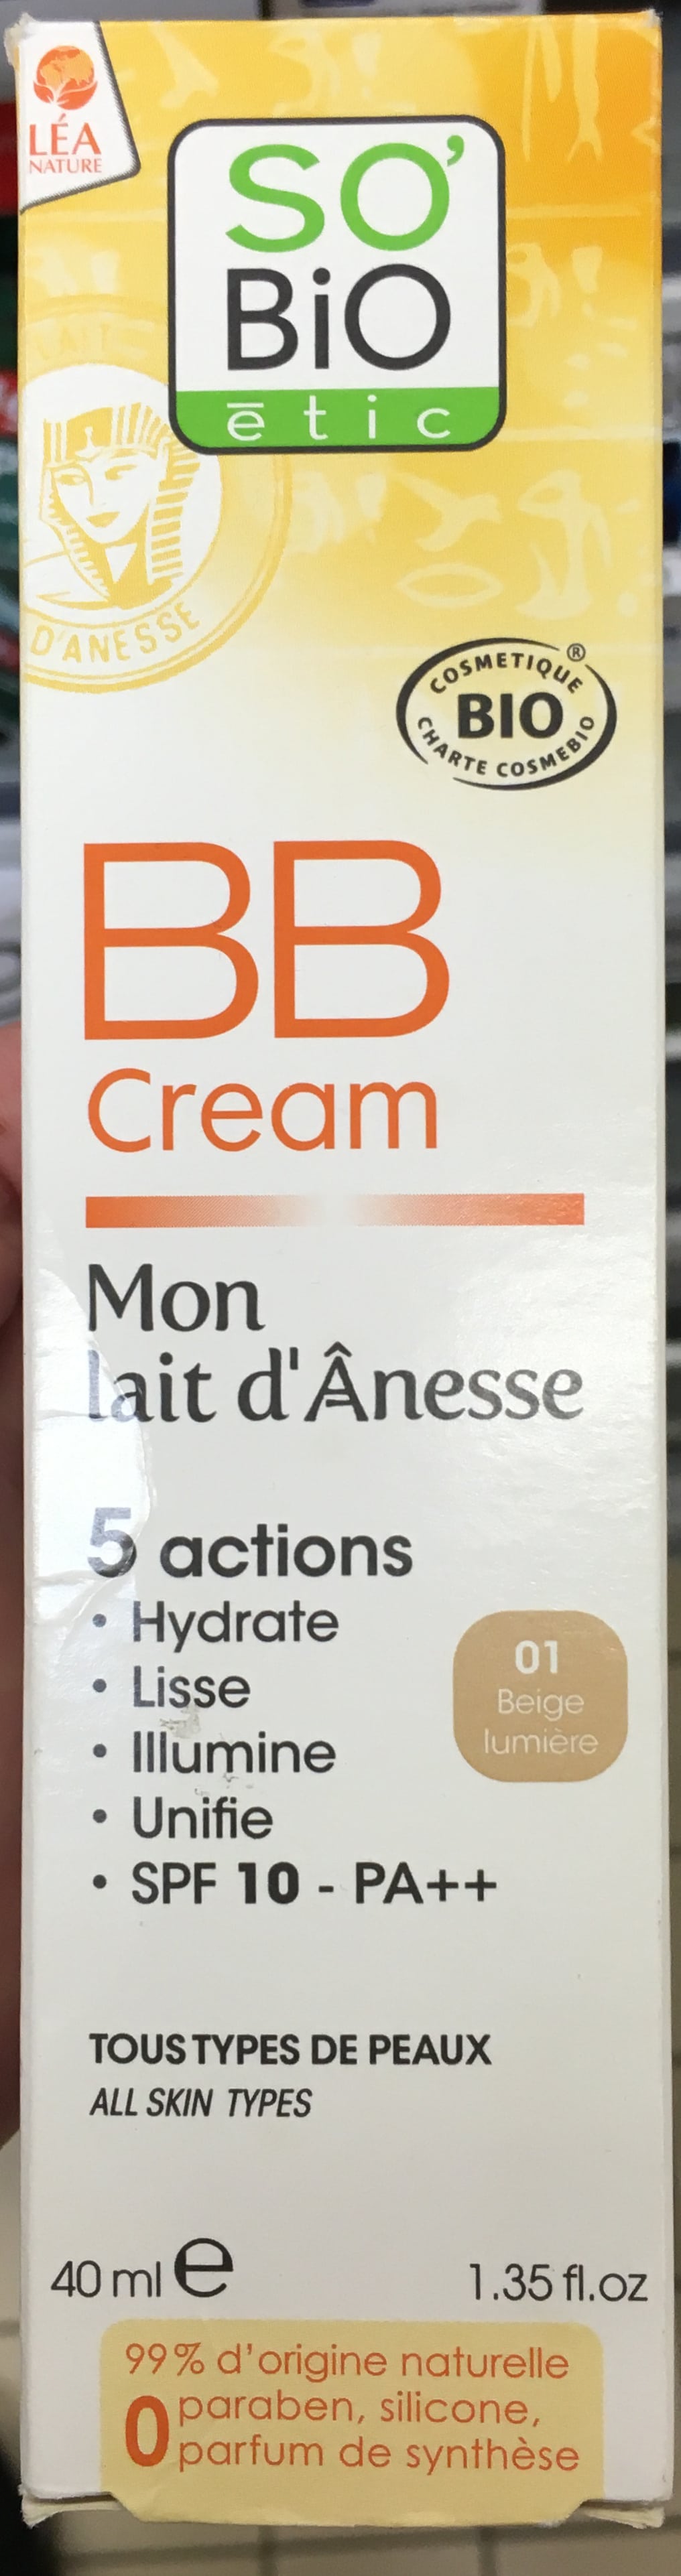 LÉA
NATURE
SO'
BiO
ētic
LAIT
D'ANESSE
COSMETIQUE ®
BIO
CHARTE COSMEBIO
BB
Cream
Mon
lait d'Ânesse
5 actions
• Hydrate
• Lisse
• Illumine
• Unifie
• SPF 10 - PA++
01
Beige
lumière
TOUS TYPES DE PEAUX
ALL SKIN TYPES
40 ml e 1.35 fl.oz
99% d'origine naturelle
0 paraben, silicone,
parfum de synthèse